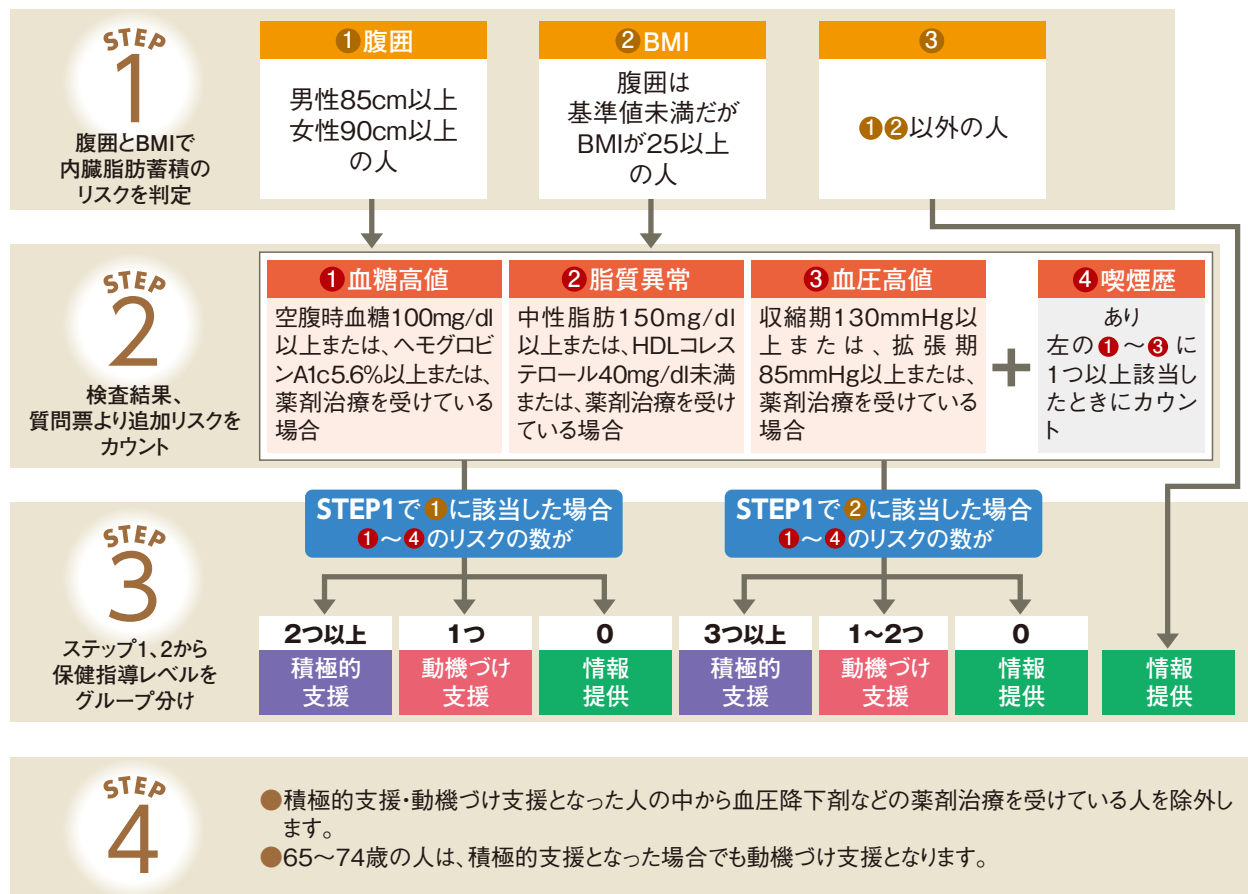 STEP
1
腹囲とBMIで
内臓脂肪蓄積の
リスクを判定
❶腹囲
男性85cm以上
女性90cm以上
の人
❷BMI
腹囲は
基準値未満だが
BMIが25以上
の人
❸
❶❷以外の人
STEP
2
検査結果、
質問票より追加リスクを
カウント
❶血糖高値
空腹時血糖100mg/dl
以上または、ヘモグロビ
ンA1c5.6%以上または、
薬剤治療を受けている
場合
❷脂質異常
中性脂肪150mg/dl
以上または、HDLコレス
テロール40mg/dl未満
または、薬剤治療を受け
ている場合
❸血圧高値
収縮期130mmHg以
上または、拡張期
85mmHg以上または、
薬剤治療を受けている
場合
+
❹喫煙歴
あり
左の❶～❸に
1つ以上該当し
たときにカウン
ト
STEP
3
ステップ1、2から
保健指導レベルを
グループ分け
STEP1で❶に該当した場合
❶～❹のリスクの数が
2つ以上
積極的
支援
1つ
動機づけ
支援
0
情報
提供
STEP1で❷に該当した場合
❶～❹のリスクの数が
3つ以上
積極的
支援
1～2つ
動機づけ
支援
0
情報
提供
情報
提供
STEP
4
●積極的支援・動機づけ支援となった人の中から血圧降下剤などの薬剤治療を受けている人を除外し
ます。
●65～74歳の人は、積極的支援となった場合でも動機づけ支援となります。